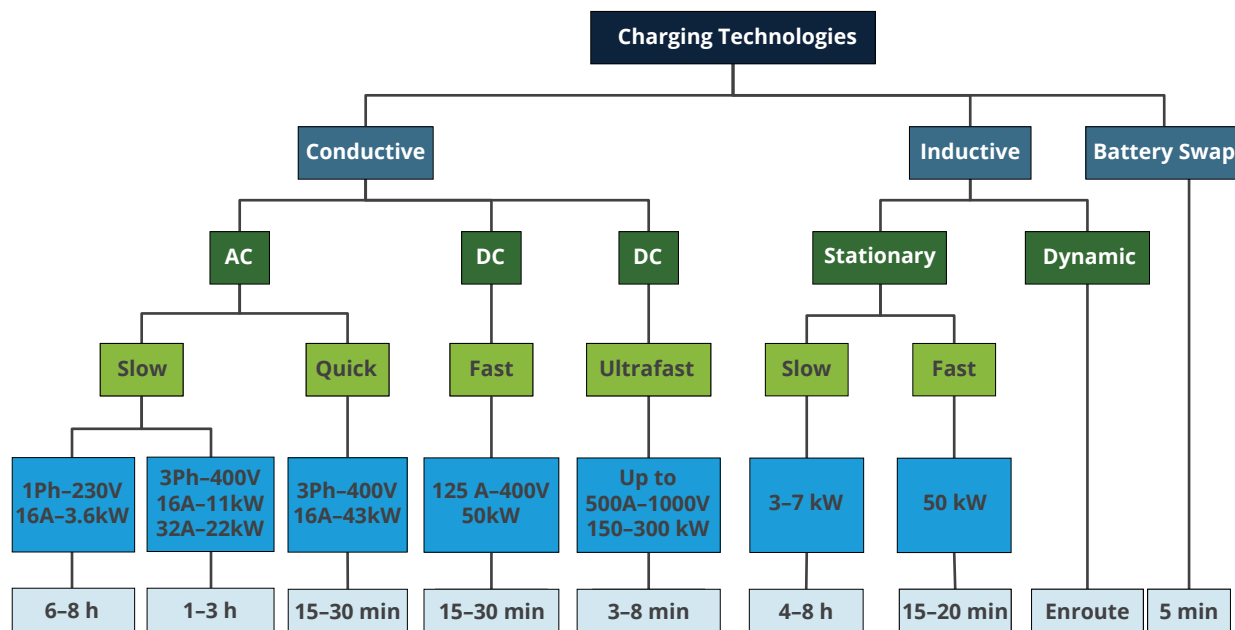 Charging Technologies
Conductive
Inductive
Battery Swap
AC
DC
DC
Stationary
Dynamic
Slow
Quick
Fast
Ultrafast
Slow
Fast
1Ph–230V
16A–3.6kW
3Ph–400V
16A–11kW
32A–22kW
3Ph–400V
16A–43kW
125 A–400V
50kW
Up to
500A–1000V
150–300 kW
3–7 kW
50 kW
6–8 h
1–3 h
15–30 min
15–30 min
3–8 min
4–8 h
15–20 min
Enroute
5 min